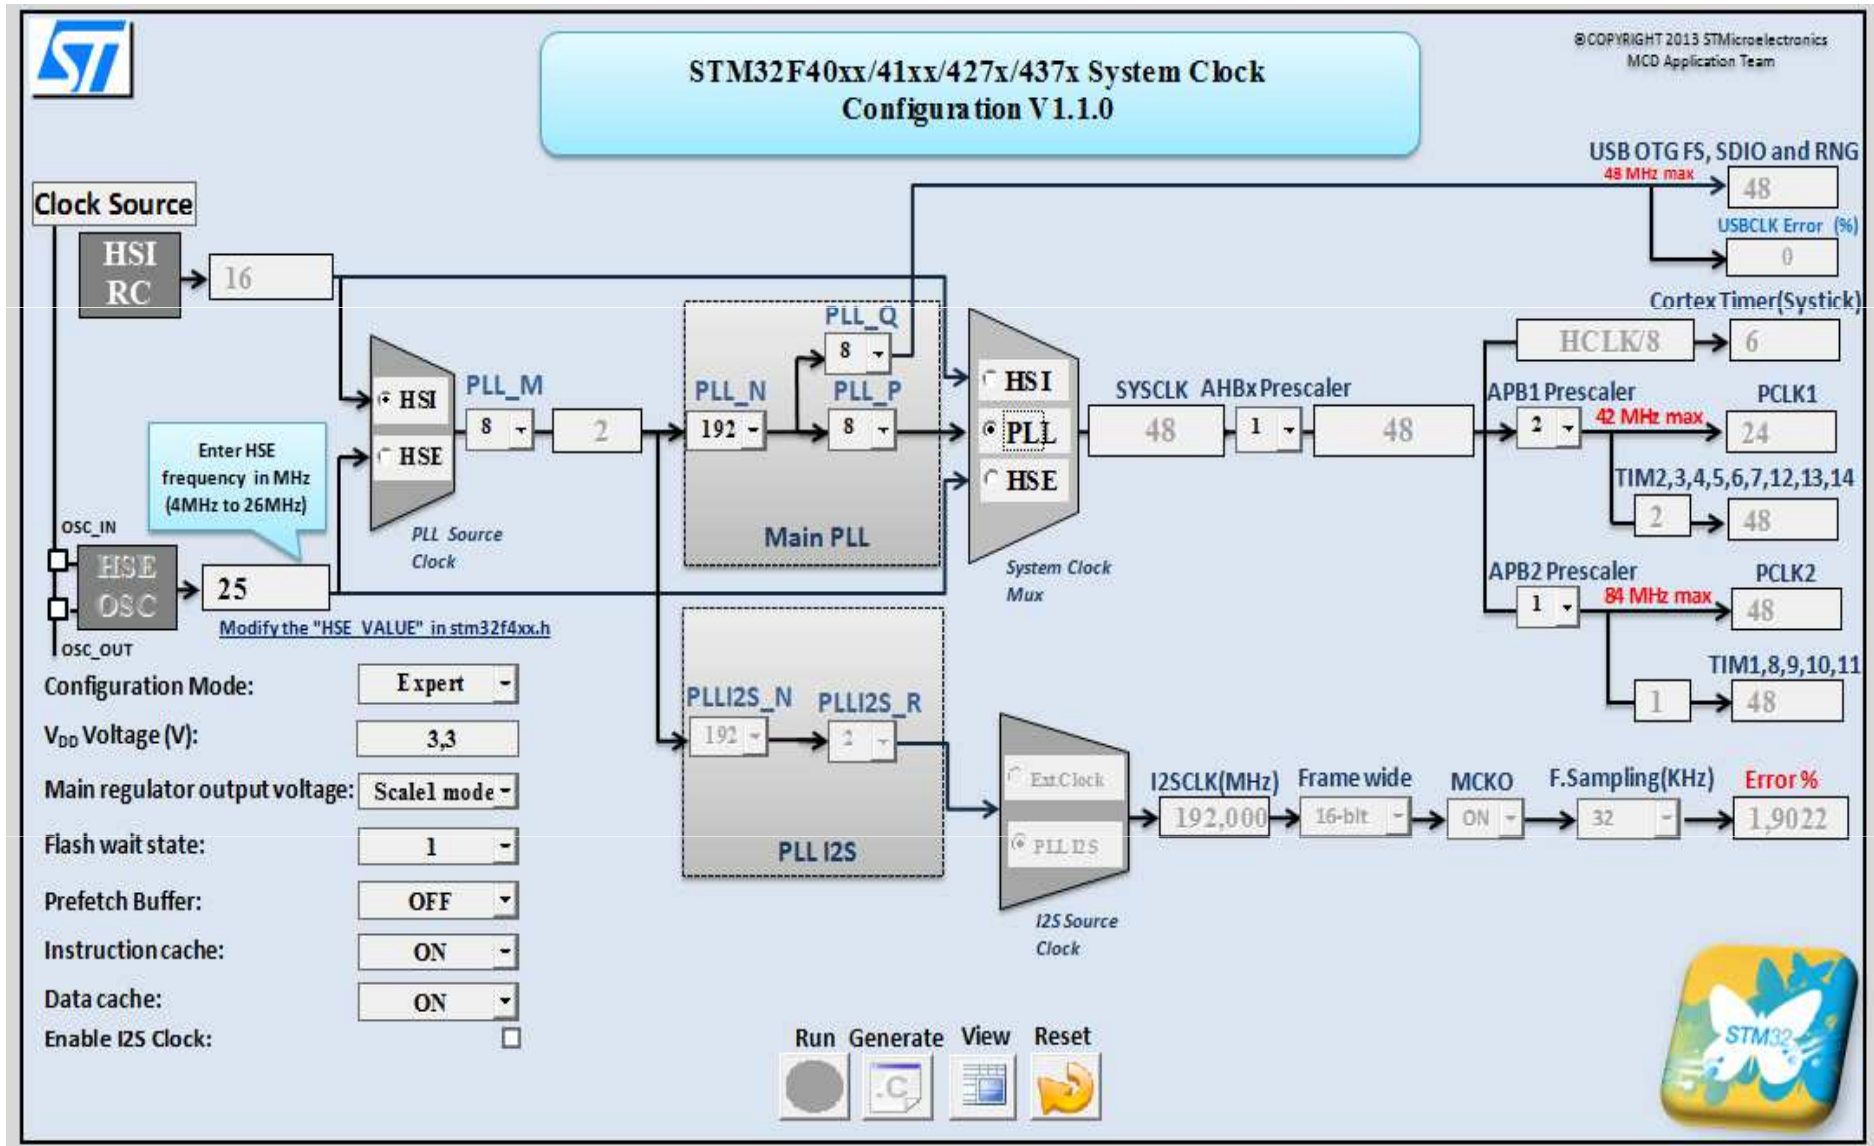 ST
STM32F40xx/41xx/427x/437x System Clock
Configuration V1.1.0
©COPYRIGHT 2013 STMicroelectronics
MCD Application Team
USB OTG FS, SDIO and RNG
48 MHz max
48
USBCLK Error (%)
0
Clock Source
HSI
RC
16
Cortex Timer(Systick)
HCLK/8
6
PLL_Q
8
PLL_M
8
2
PLL_N
192
PLL_P
8
Main PLL
HSI
HSE
PLL Source
Clock
HSI
PLL
HSE
System Clock
Mux
SYSCLK
48
AHBx Prescaler
1
48
APB1 Prescaler
2
42 MHz max
PCLK1
24
TIM2,3,4,5,6,7,12,13,14
2
48
APB2 Prescaler
1
84 MHz max
PCLK2
48
TIM1,8,9,10,11
1
48
Enter HSE
frequency in MHz
(4MHz to 26MHz)
OSC_IN
HSE
OSC
25
OSC_OUT
Modify the "HSE_VALUE" in stm32f4xx.h
Configuration Mode:
Expert
VDD Voltage (V):
3,3
Main regulator output voltage:
Scale1 mode
Flash wait state:
1
Prefetch Buffer:
OFF
Instruction cache:
ON
Data cache:
ON
Enable I2S Clock:
PLLI2S_N
192
PLLI2S_R
2
PLL I2S
Ext.Clock
PLL I2S
I2S Source
Clock
I2SCLK(MHz)
192,000
Frame wide
16-bit
MCKO
ON
F.Sampling(KHz)
32
Error %
1,9022
Run
Generate
View
Reset
.C
STM32